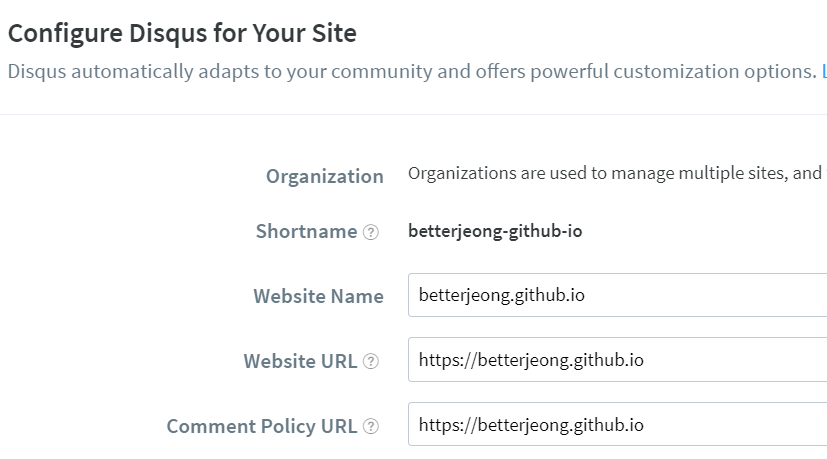 Configure Disqus for Your Site
Disqus automatically adapts to your community and offers powerful customization options.
Organization Organizations are used to manage multiple sites, and
Shortname ? betterjeong-github-io
Website Name betterjeong.github.io
Website URL ? https://betterjeong.github.io
Comment Policy URL ? https://betterjeong.github.io